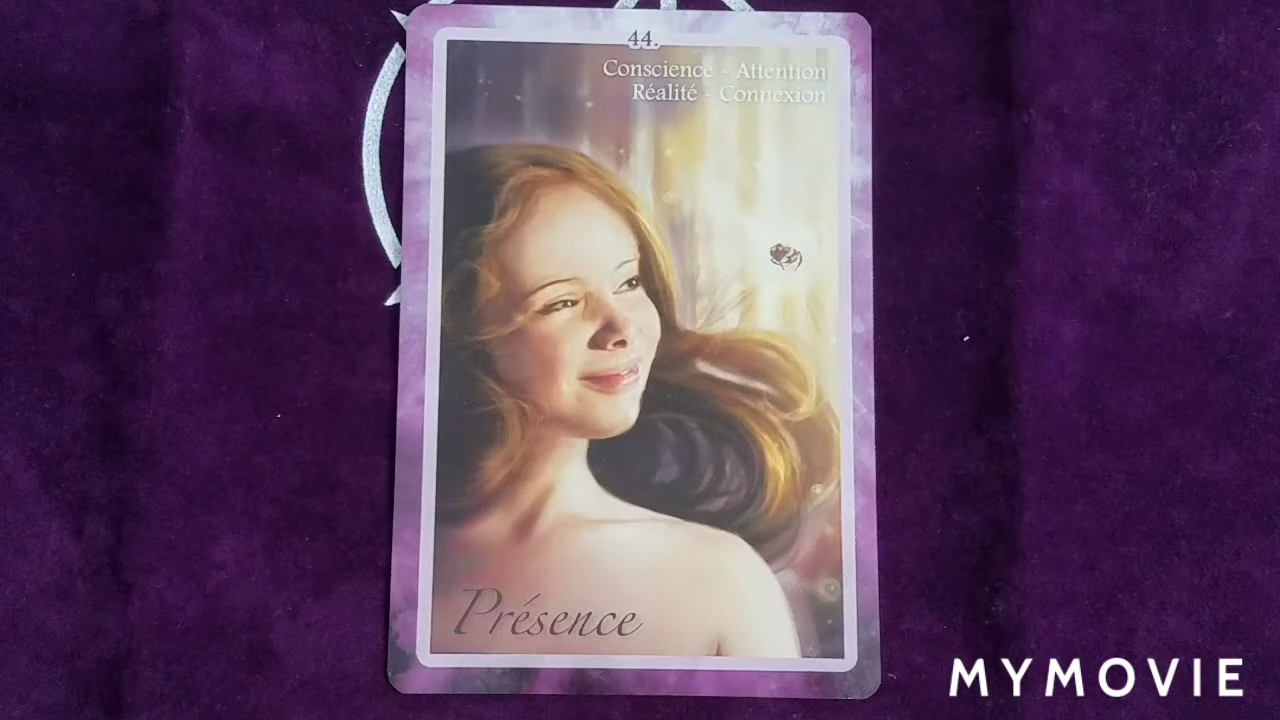 44.
Conscience - Attention
Réalité - Connexion
Présence
MYMOVIE